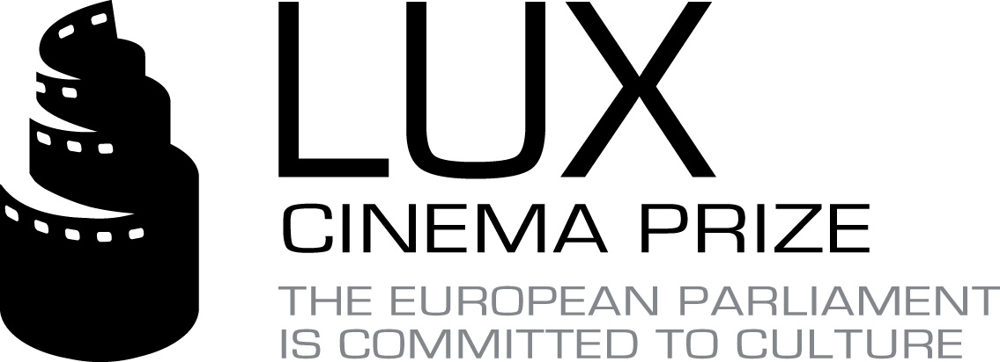 LUX
CINEMA PRIZE
THE EUROPEAN PARLIAMENT
IS COMMITTED TO CULTURE